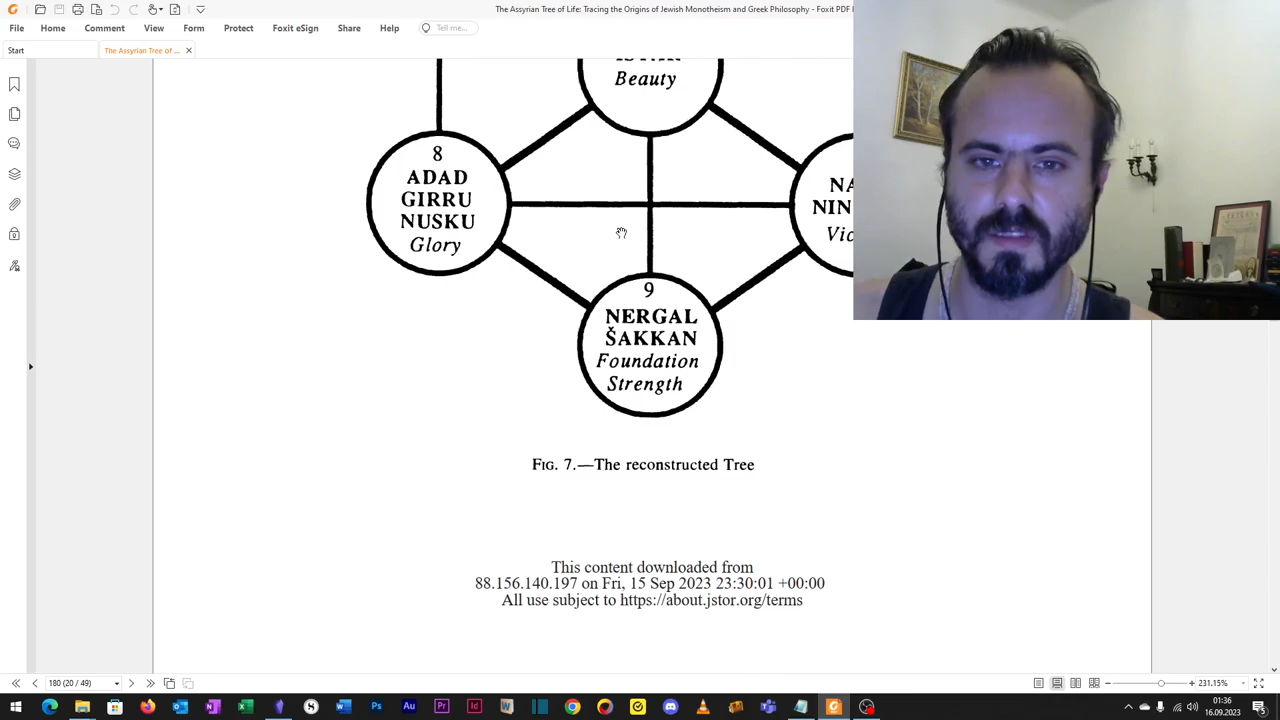 The Assyrian Tree of Life: Tracing the Origins of Jewish Monotheism and Greek Philosophy - Foxit PDF
File Home Comment View Form Protect Foxit eSign Share Help Tell me...
Start The Assyrian Tree of ...
Beauty
8
ADAD
GIRRU
NUSKU
Glory
9
NERGAL
ŠAKKAN
Foundation
Strength
FIG. 7.—The reconstructed Tree
This content downloaded from
88.156.140.197 on Fri, 15 Sep 2023 23:30:01 +00:00
All use subject to https://about.jstor.org/terms
180 (20 / 49) 231.15%
01:36
16.09.2023